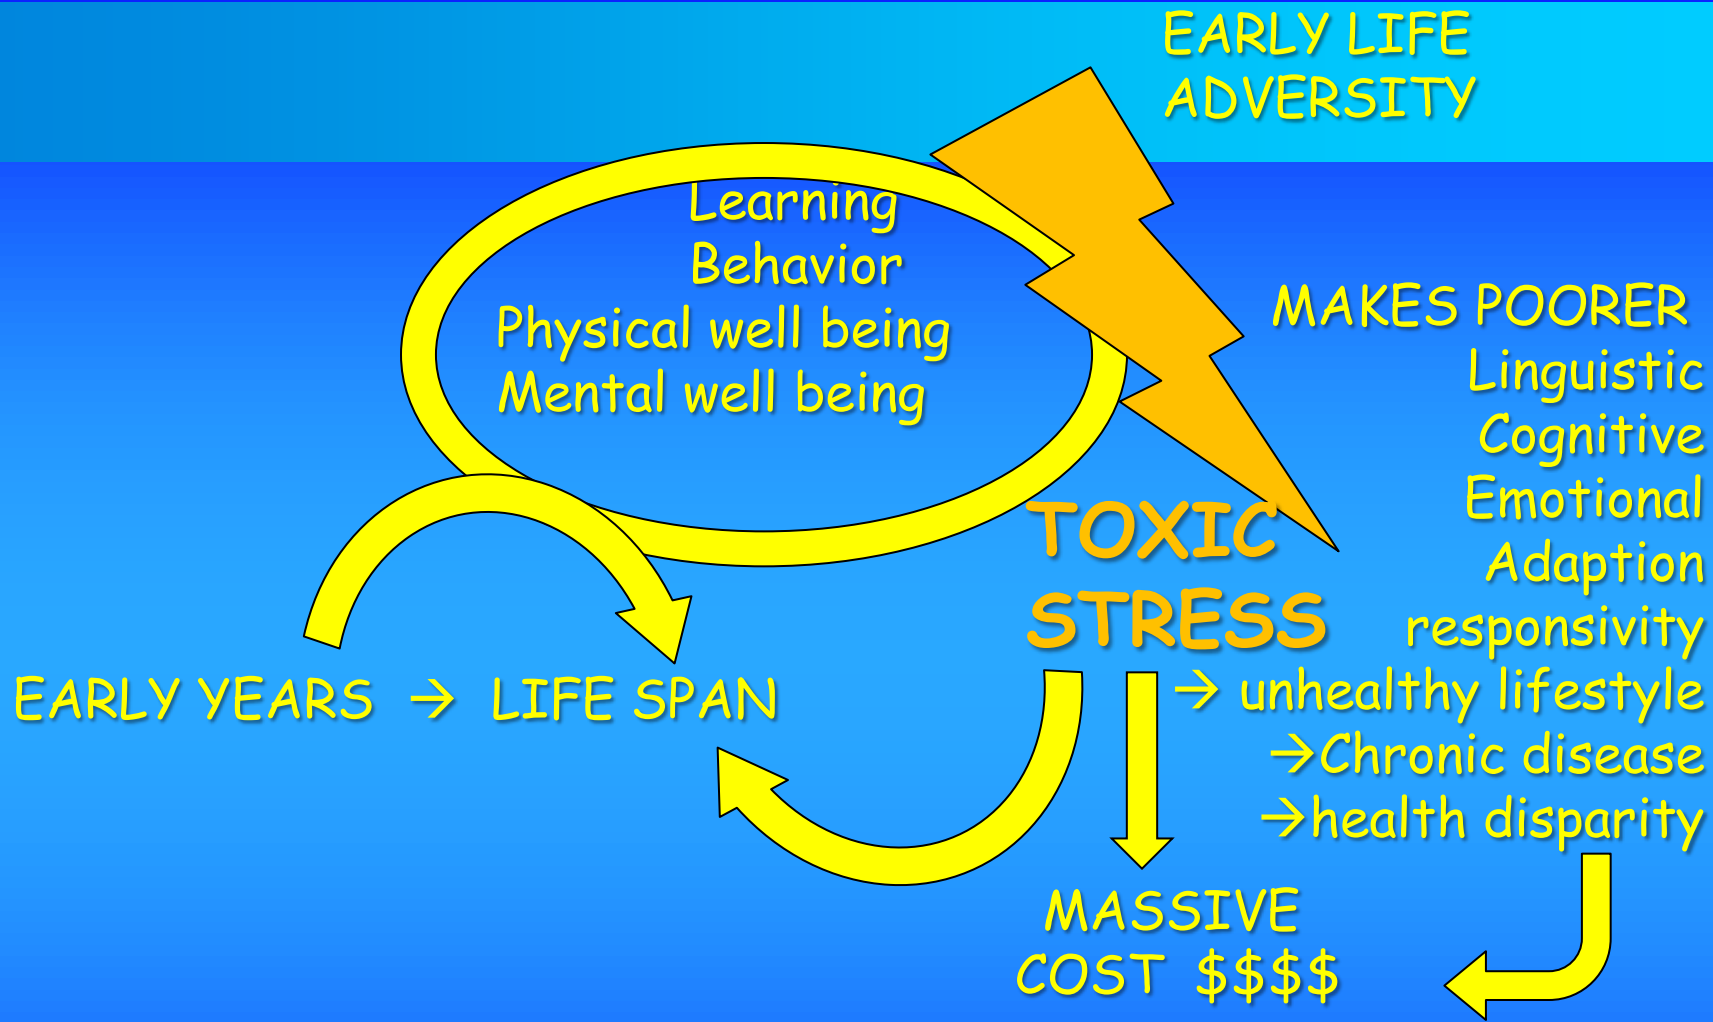 EARLY LIFE
ADVERSITY
Learning
Behavior
Physical well being
Mental well being
MAKES POORER
Linguistic
Cognitive
Emotional
Adaption
responsivity
→ unhealthy lifestyle
→Chronic disease
→health disparity
TOXIC
STRESS
EARLY YEARS → LIFE SPAN
MASSIVE
COST $$$$